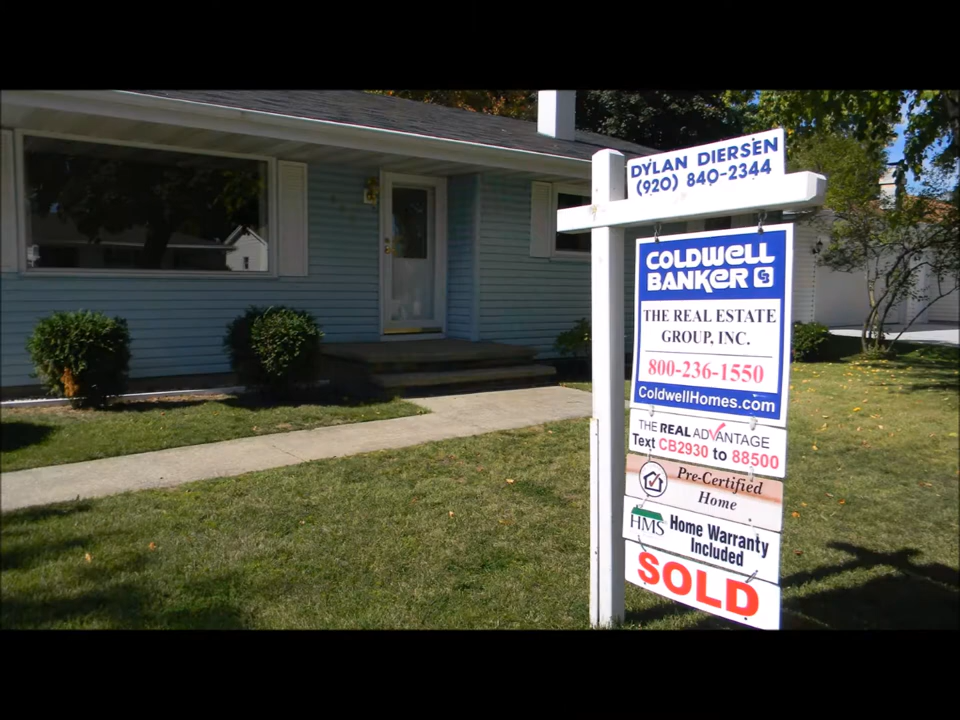 DYLAN DIERSEN
(920) 840-2344
COLDWELL
BANKER CB
THE REAL ESTATE
GROUP, INC.
800-236-1550
ColdwellHomes.com
THE REAL ADVANTAGE
Text CB2930 to 88500
Pre-Certified
Home
HMS Home Warranty
Included
SOLD